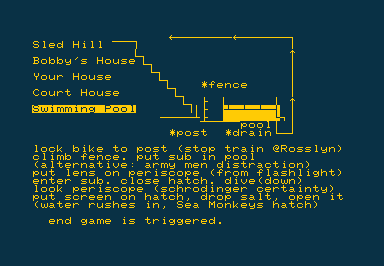 Sled Hill
Bobby's House
Your House
Court House
Swimming Pool
*fence
pool
*post *drain
look bike to post (stop train @Rosslyn)
climb fence. put sub in pool
(alternative: army men distraction)
put lens on periscope (from flashlight)
enter sub. close hatch. dive(down)
look periscope (schrodinger certainty)
put screen on hatch, drop salt, open it
(water rushes in, Sea Monkeys hatch)
end game is triggered.